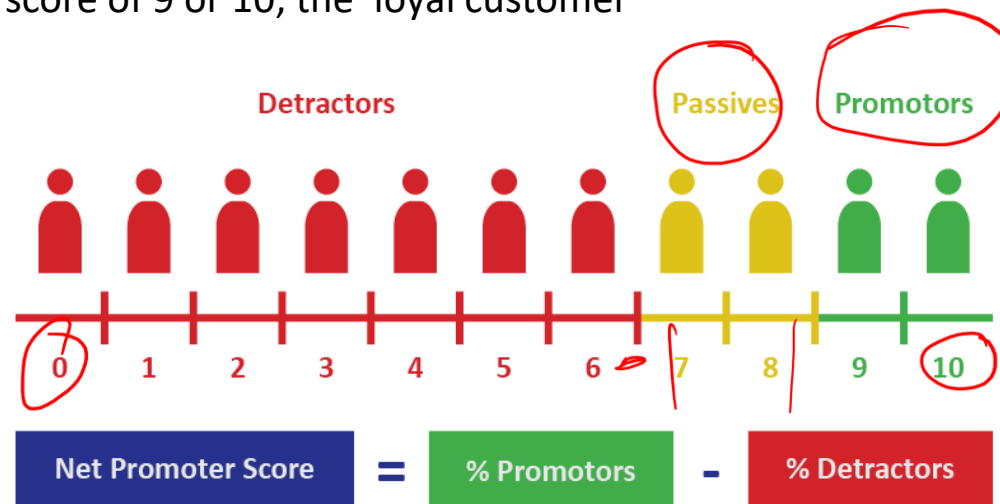 score of 9 or 10, the 'loyal customer'
Detractors Passives Promotors
0 1 2 3 4 5 6 7 8 9 10
Net Promoter Score = % Promotors - % Detractors